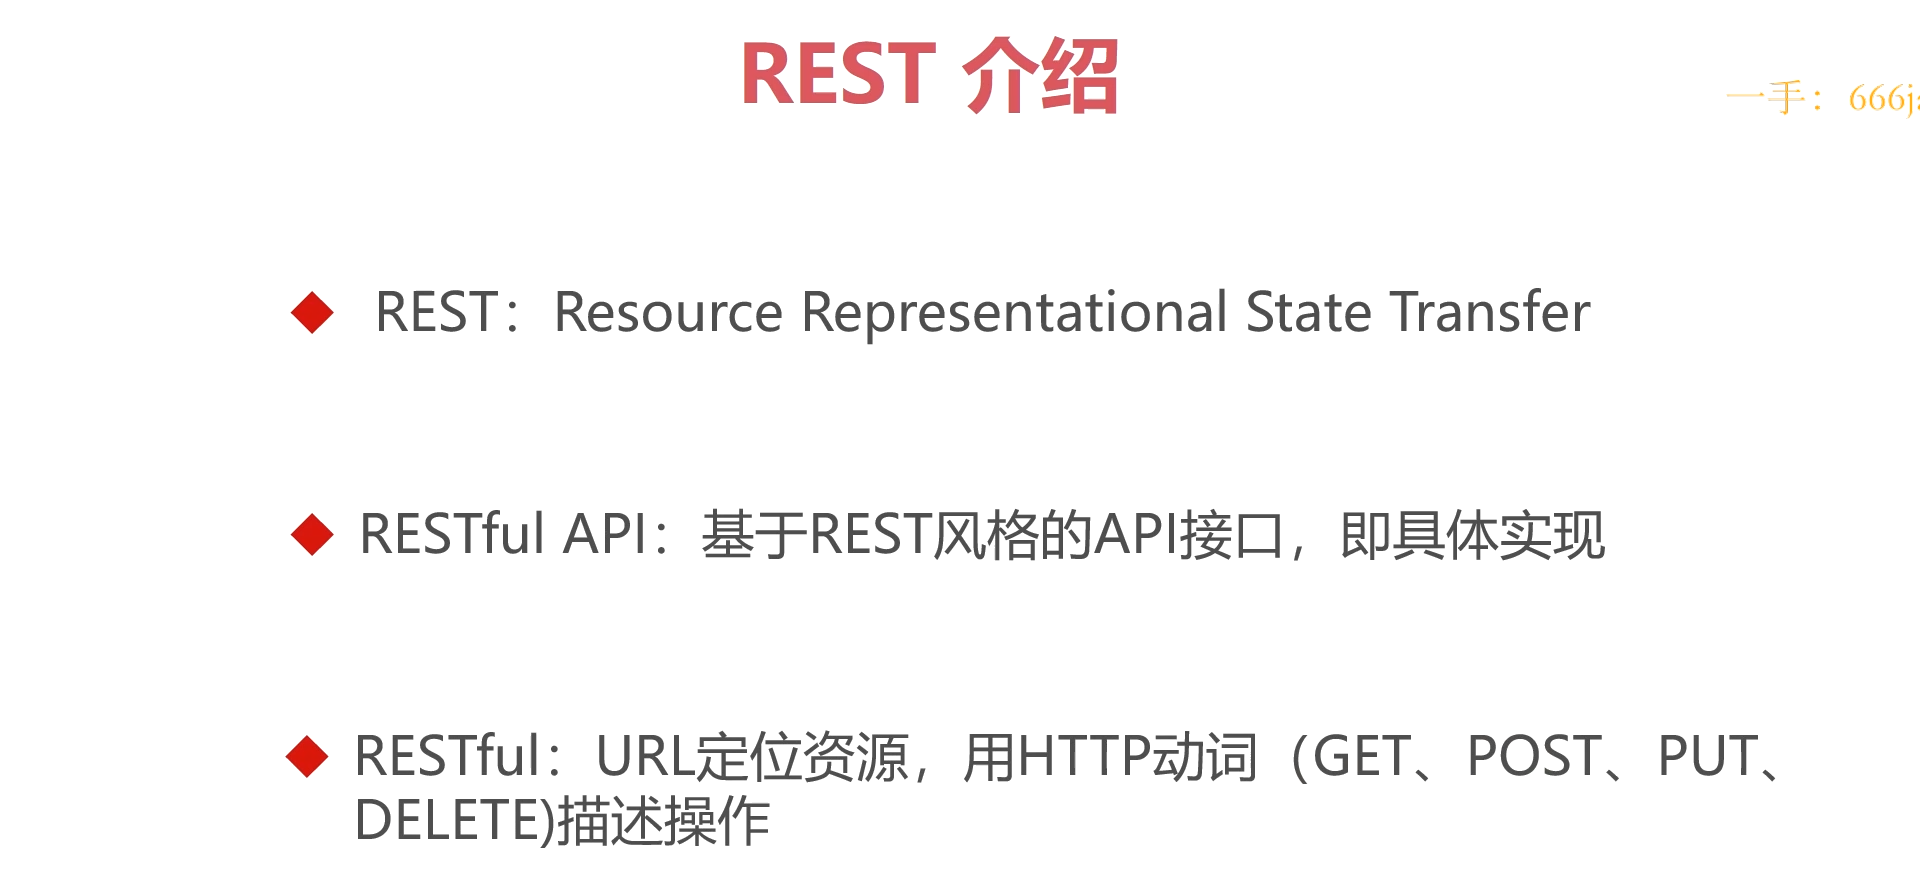 REST 介绍
一手：666j
REST：Resource Representational State Transfer
RESTful API：基于REST风格的API接口，即具体实现
RESTful：URL定位资源，用HTTP动词（GET、POST、PUT、
DELETE)描述操作